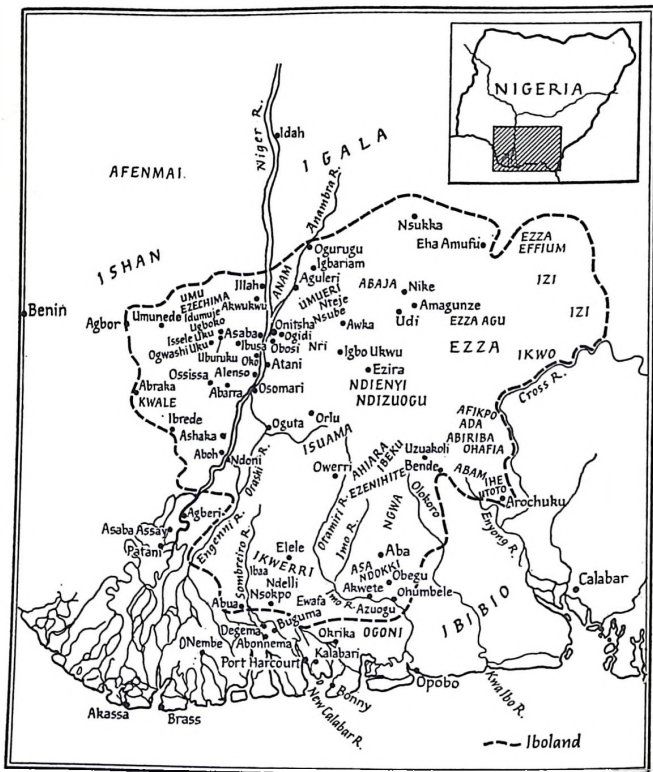 NIGERIA
Niger R.
Idah
IGALA
AFENMAI.
Anambra R.
Nsukka
Eha Amufu
EZZA
EFFIUM
ISHAN
Ogurugu
Igbariam
Aguleri
ANAM
Illah
UMU
EZECHIMA
Akwukwu
UMUERI
Nteje
Nsube
ABAJA
Nike
IZI
IZI
Benin
Agbor
Umunede
Idumuje
Ugboko
Issele Uku
Ogwashi Uku
Asaba
Ibusa
Onitsha
Ogidi
Obosi
Nri
Awka
Udi
Amagunze
EZZA AGU
EZZA
IKWO
Uburuku
Oko
Atani
Igbo Ukwu
Ezira
Ossissa
Alenso
Abarra
Osomari
NDIENYI
NDIZUOGU
Cross R.
Abraka
KWALE
Ibrede
Ashaka
Aboh
Ndoni
Oguta
Orlu
ISUAMA
Orashi R.
Owerri
AHIARA
IBEKU
EZENIHITE
Uzuakoli
Bende
AFIKPO
ADA
ABIRIBA
OHAFIA
ABAM
IHE
UTOTO
Arochuku
Agberi
Asaba Assay
Patani
Engenni R.
Sombreiro R.
Otamiri R.
Imo R.
NGWA
Olokoro
Enyong R.
Elele
IKWERRI
Ibaa
Ndelli
Nsokpo
Aba
ASA
NDOKKI
Obegu
Akwete
Ohumbele
Azuogu
Imo R.
Ewafa
Calabar
IBIBIO
Abua
Degema
Buguma
Abonnema
Okrika
OGONI
Nembe
Port Harcourt
Kalabari
Opobo
Akassa
Brass
New Calabar R.
Bonny
Kwa Ibo R.
Iboland